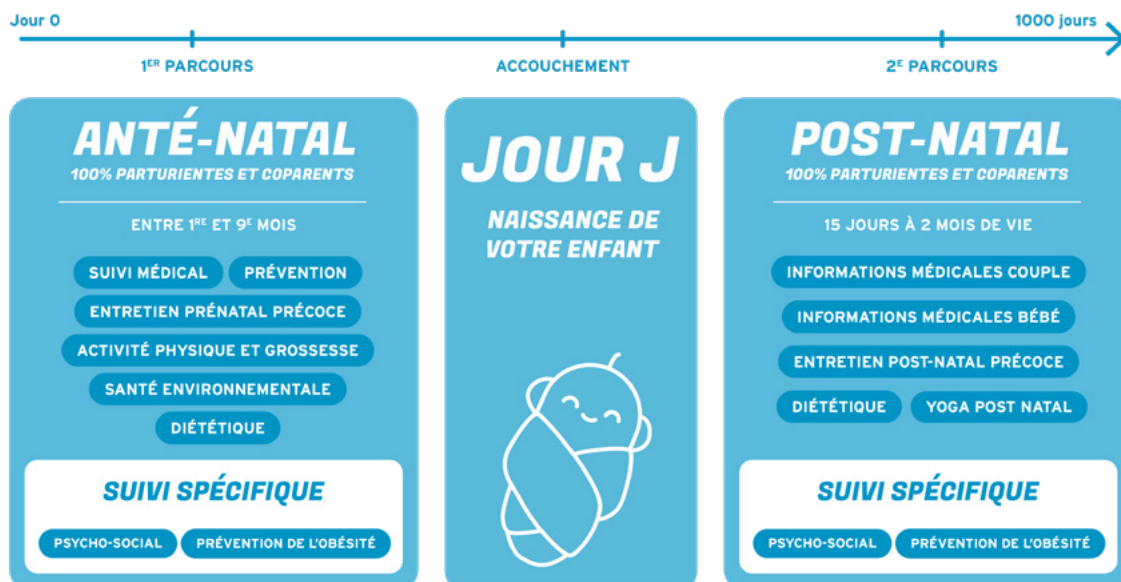 Jour 0
1000 jours
1ER PARCOURS
ACCOUCHEMENT
2E PARCOURS
ANTÉ-NATAL
100% PARTURIENTES ET COPARENTS
ENTRE 1RE ET 9E MOIS
SUIVI MÉDICAL
PRÉVENTION
ENTRETIEN PRÉNATAL PRÉCOCE
ACTIVITÉ PHYSIQUE ET GROSSESSE
SANTÉ ENVIRONNEMENTALE
DIÉTÉTIQUE
SUIVI SPÉCIFIQUE
PSYCHO-SOCIAL
PRÉVENTION DE L'OBÉSITÉ
JOUR J
NAISSANCE DE
VOTRE ENFANT
POST-NATAL
100% PARTURIENTES ET COPARENTS
15 JOURS À 2 MOIS DE VIE
INFORMATIONS MÉDICALES COUPLE
INFORMATIONS MÉDICALES BÉBÉ
ENTRETIEN POST-NATAL PRÉCOCE
DIÉTÉTIQUE
YOGA POST NATAL
SUIVI SPÉCIFIQUE
PSYCHO-SOCIAL
PRÉVENTION DE L'OBÉSITÉ